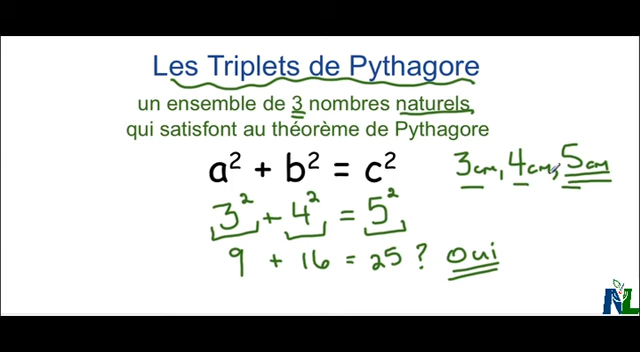 Les Triplets de Pythagore
un ensemble de 3 nombres naturels,
qui satisfont au théorème de Pythagore
a² + b² = c²
3cm, 4cm, 5cm
3² + 4² = 5²
9 + 16 = 25 ? oui
NL